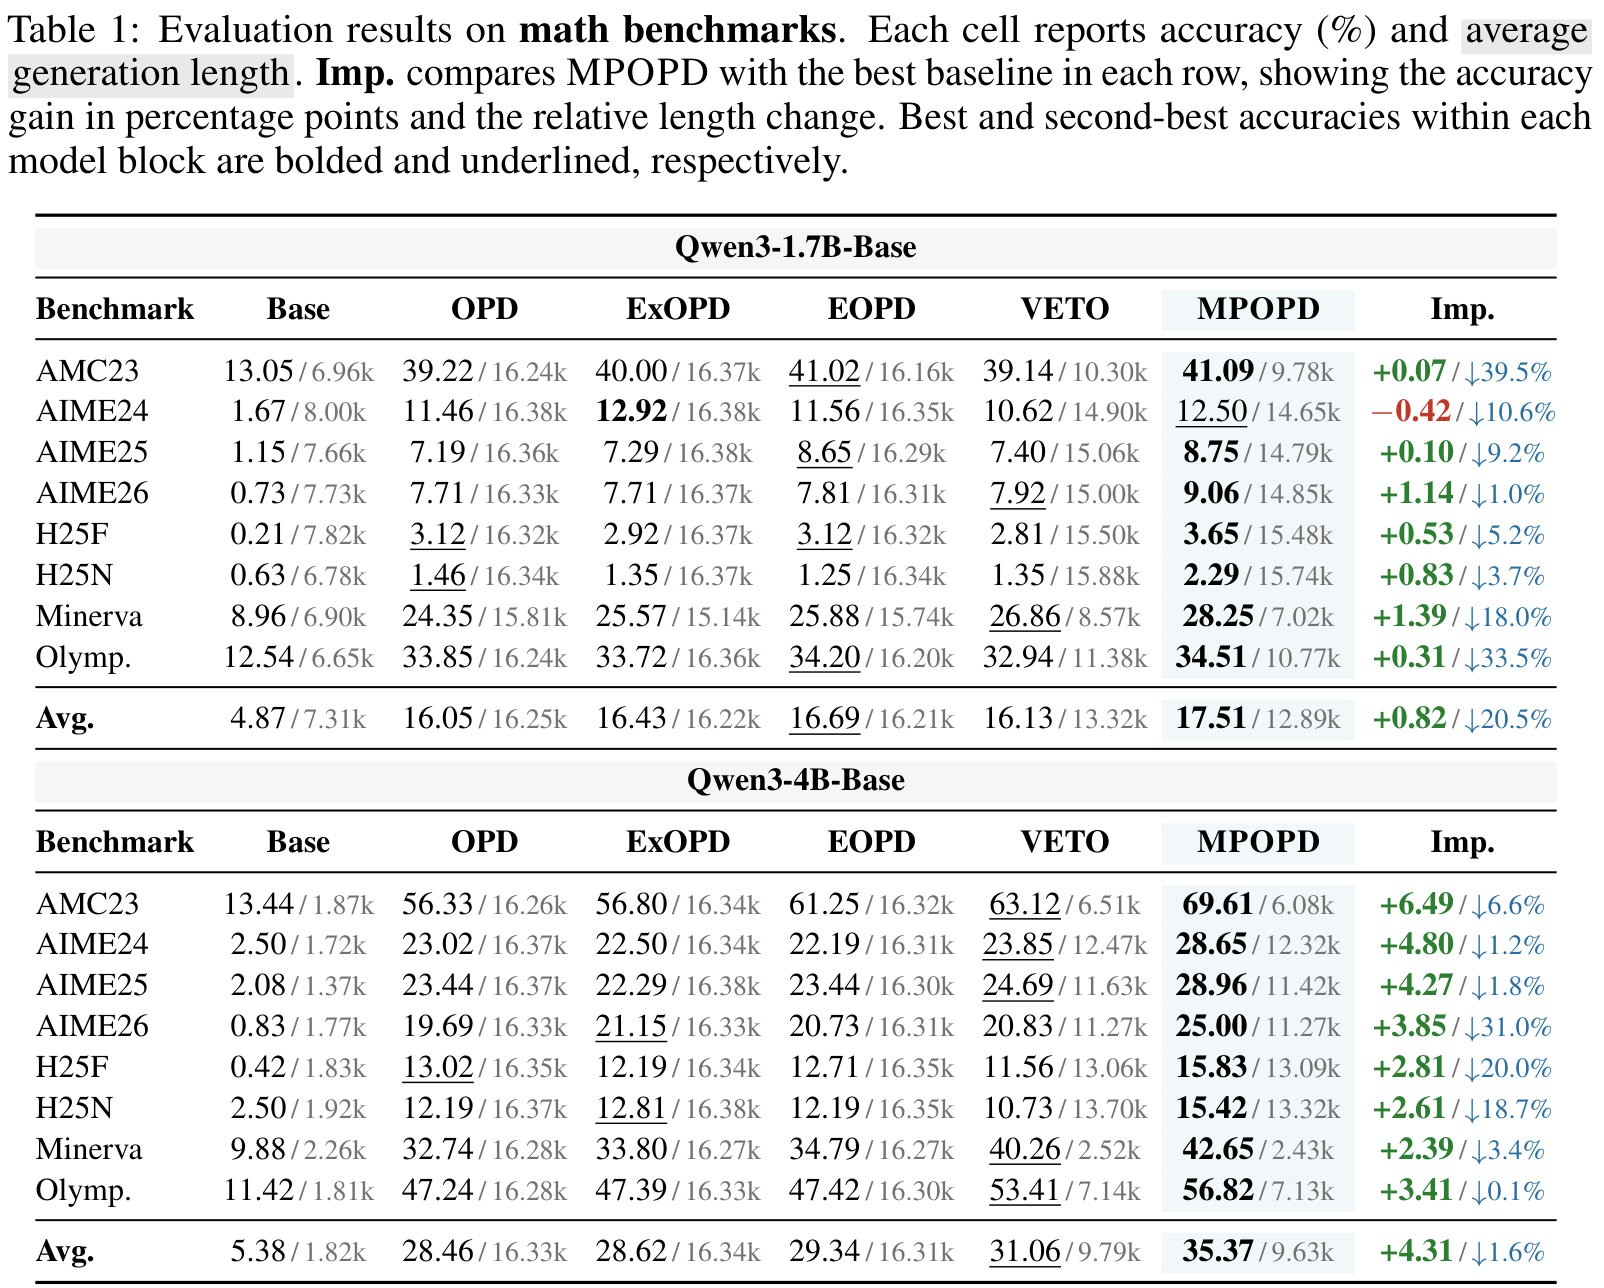 Table 1: Evaluation results on math benchmarks. Each cell reports accuracy (%) and average
generation length. Imp. compares MPOPD with the best baseline in each row, showing the accuracy
gain in percentage points and the relative length change. Best and second-best accuracies within each
model block are bolded and underlined, respectively.
Qwen3-1.7B-Base
Benchmark Base OPD ExOPD EOPD VETO MPOPD Imp.
AMC23 13.05/6.96k 39.22/16.24k 40.00/16.37k 41.02/16.16k 39.14/10.30k 41.09/9.78k +0.07/↓39.5%
AIME24 1.67/8.00k 11.46/16.38k 12.92/16.38k 11.56/16.35k 10.62/14.90k 12.50/14.65k −0.42/↓10.6%
AIME25 1.15/7.66k 7.19/16.36k 7.29/16.38k 8.65/16.29k 7.40/15.06k 8.75/14.79k +0.10/↓9.2%
AIME26 0.73/7.73k 7.71/16.33k 7.71/16.37k 7.81/16.31k 7.92/15.00k 9.06/14.85k +1.14/↓1.0%
H25F 0.21/7.82k 3.12/16.32k 2.92/16.37k 3.12/16.32k 2.81/15.50k 3.65/15.48k +0.53/↓5.2%
H25N 0.63/6.78k 1.46/16.34k 1.35/16.37k 1.25/16.34k 1.35/15.88k 2.29/15.74k +0.83/↓3.7%
Minerva 8.96/6.90k 24.35/15.81k 25.57/15.14k 25.88/15.74k 26.86/8.57k 28.25/7.02k +1.39/↓18.0%
Olymp. 12.54/6.65k 33.85/16.24k 33.72/16.36k 34.20/16.20k 32.94/11.38k 34.51/10.77k +0.31/↓33.5%
Avg. 4.87/7.31k 16.05/16.25k 16.43/16.22k 16.69/16.21k 16.13/13.32k 17.51/12.89k +0.82/↓20.5%
Qwen3-4B-Base
Benchmark Base OPD ExOPD EOPD VETO MPOPD Imp.
AMC23 13.44/1.87k 56.33/16.26k 56.80/16.34k 61.25/16.32k 63.12/6.51k 69.61/6.08k +6.49/↓6.6%
AIME24 2.50/1.72k 23.02/16.37k 22.50/16.34k 22.19/16.31k 23.85/12.47k 28.65/12.32k +4.80/↓1.2%
AIME25 2.08/1.37k 23.44/16.37k 22.29/16.38k 23.44/16.30k 24.69/11.63k 28.96/11.42k +4.27/↓1.8%
AIME26 0.83/1.77k 19.69/16.33k 21.15/16.33k 20.73/16.31k 20.83/11.27k 25.00/11.27k +3.85/↓31.0%
H25F 0.42/1.83k 13.02/16.35k 12.19/16.34k 12.71/16.35k 11.56/13.06k 15.83/13.09k +2.81/↓20.0%
H25N 2.50/1.92k 12.19/16.37k 12.81/16.38k 12.19/16.35k 10.73/13.70k 15.42/13.32k +2.61/↓18.7%
Minerva 9.88/2.26k 32.74/16.28k 33.80/16.27k 34.79/16.27k 40.26/2.52k 42.65/2.43k +2.39/↓3.4%
Olymp. 11.42/1.81k 47.24/16.28k 47.39/16.33k 47.42/16.30k 53.41/7.14k 56.82/7.13k +3.41/↓0.1%
Avg. 5.38/1.82k 28.46/16.33k 28.62/16.34k 29.34/16.31k 31.06/9.79k 35.37/9.63k +4.31/↓1.6%